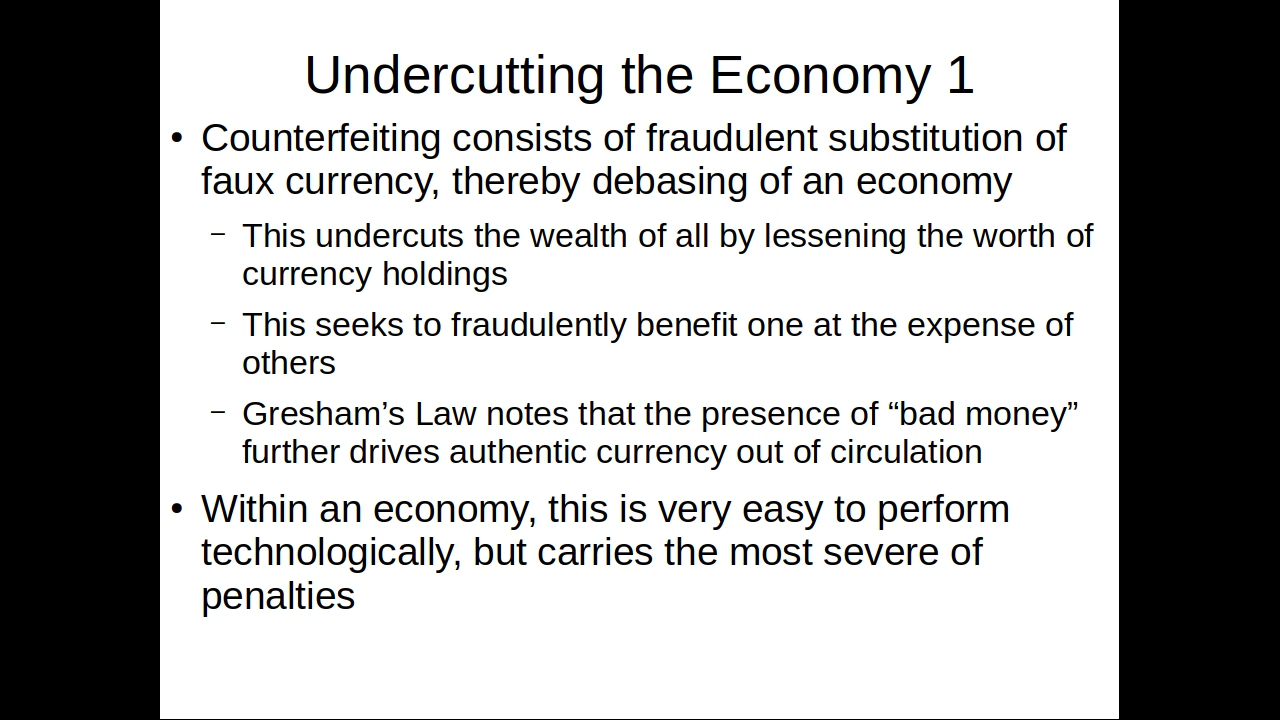 Undercutting the Economy 1
• Counterfeiting consists of fraudulent substitution of
faux currency, thereby debasing of an economy
– This undercuts the wealth of all by lessening the worth of
currency holdings
– This seeks to fraudulently benefit one at the expense of
others
– Gresham’s Law notes that the presence of “bad money”
further drives authentic currency out of circulation
• Within an economy, this is very easy to perform
technologically, but carries the most severe of
penalties